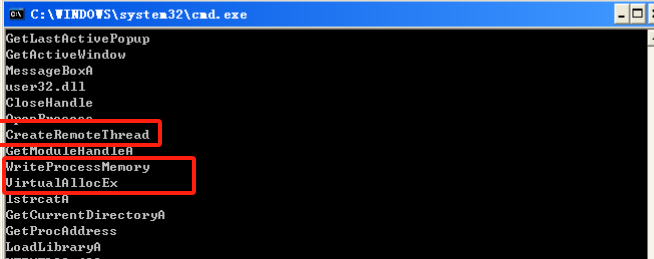 C:\WINDOWS\system32\cmd.exe
GetLastActivePopup
GetActiveWindow
MessageBoxA
user32.dll
CloseHandle
OpenProcess
CreateRemoteThread
GetModuleHandleA
WriteProcessMemory
VirtualAllocEx
lstrcatA
GetCurrentDirectoryA
GetProcAddress
LoadLibraryA